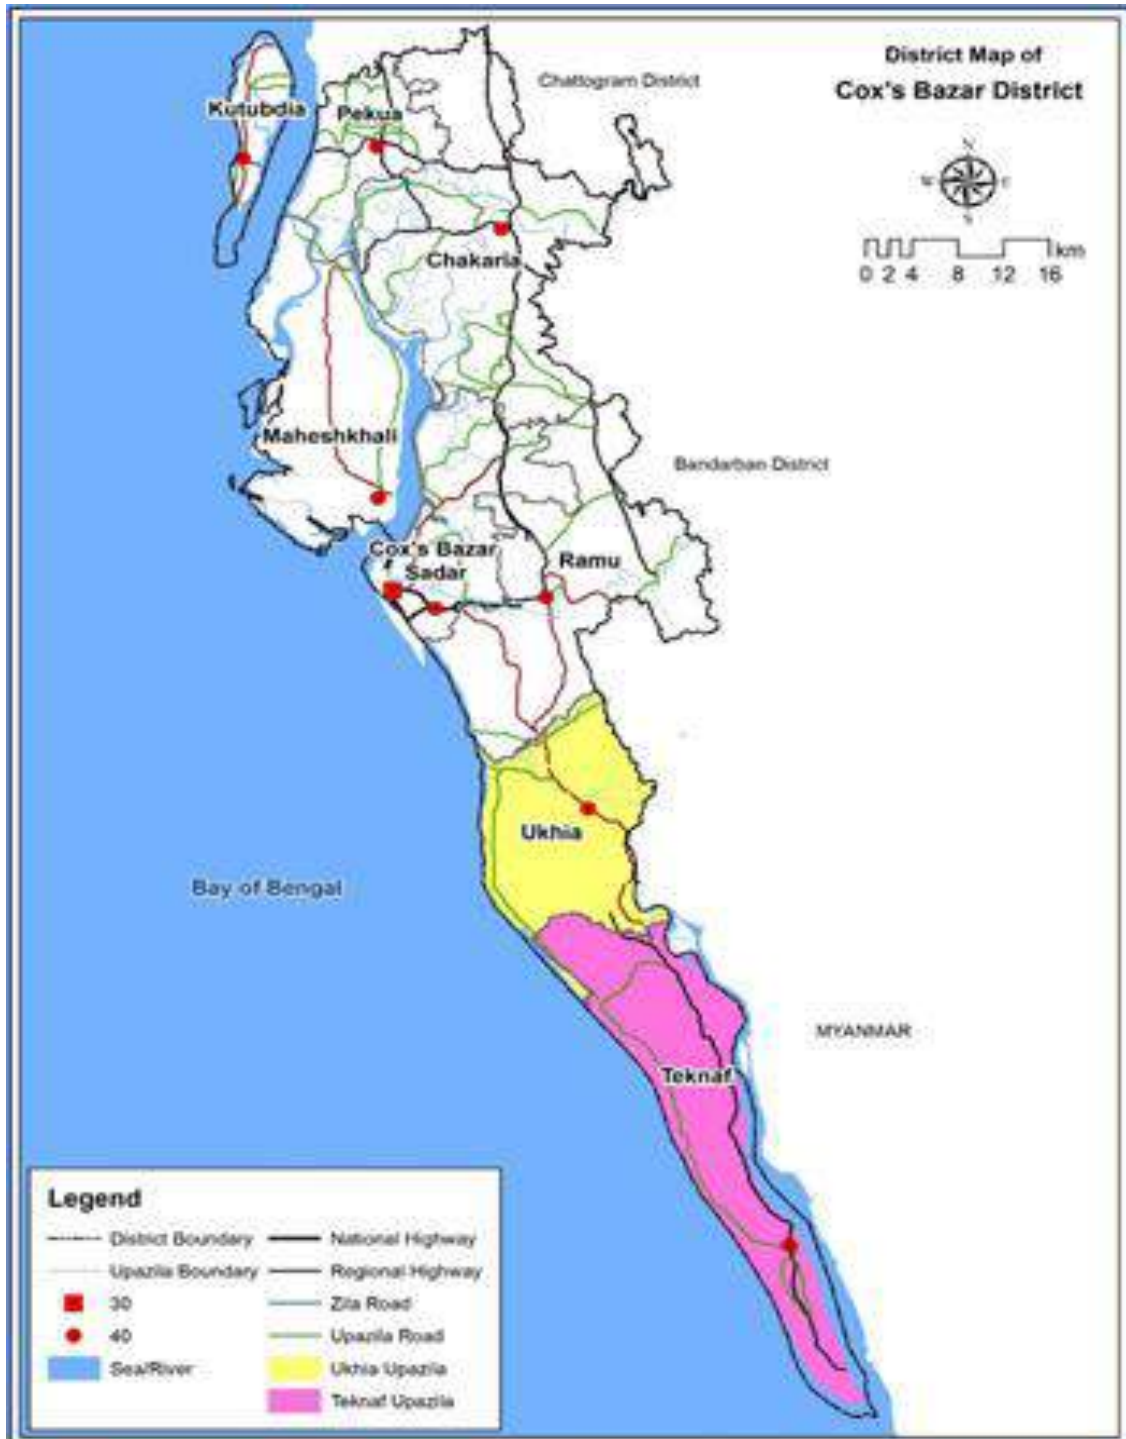 District Map of
Cox's Bazar District
Chattogram District
Kutubdia
Pekua
N
W
E
S
km
0 2 4 8 12 16
Chakaria
Maheshkhali
Bandarban District
Cox's Bazar
Sadar
Ramu
Ukhia
Bay of Bengal
MYANMAR
Teknaf
Legend
District Boundary
National Highway
Upazila Boundary
Regional Highway
30
Zila Road
40
Upazila Road
Sea/River
Ukhia Upazila
Teknaf Upazila